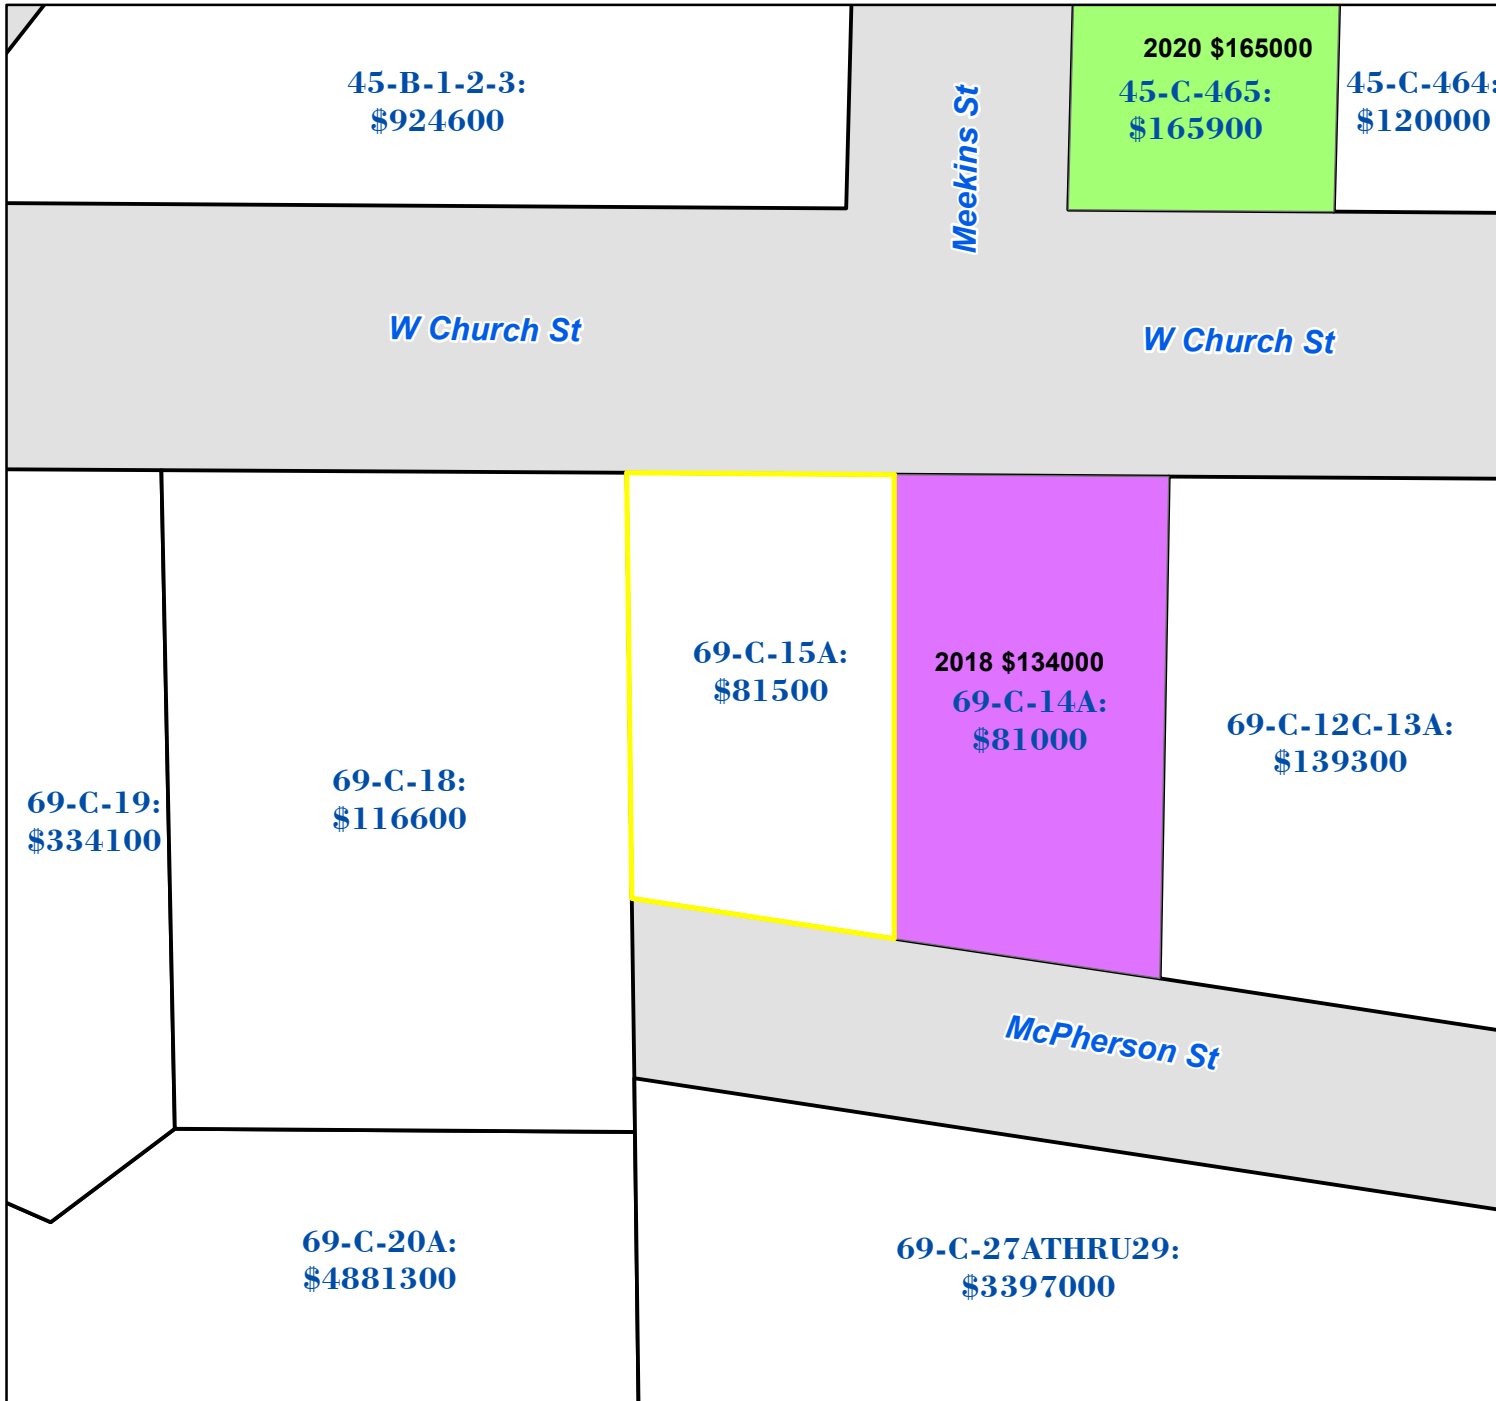 45-B-1-2-3:
$924600
2020 $165000
45-C-465:
$165900
45-C-464:
$120000
Meekins St
W Church St
W Church St
69-C-15A:
$81500
2018 $134000
69-C-14A:
$81000
69-C-12C-13A:
$139300
69-C-18:
$116600
69-C-19:
$334100
McPherson St
69-C-20A:
$4881300
69-C-27ATHRU29:
$3397000